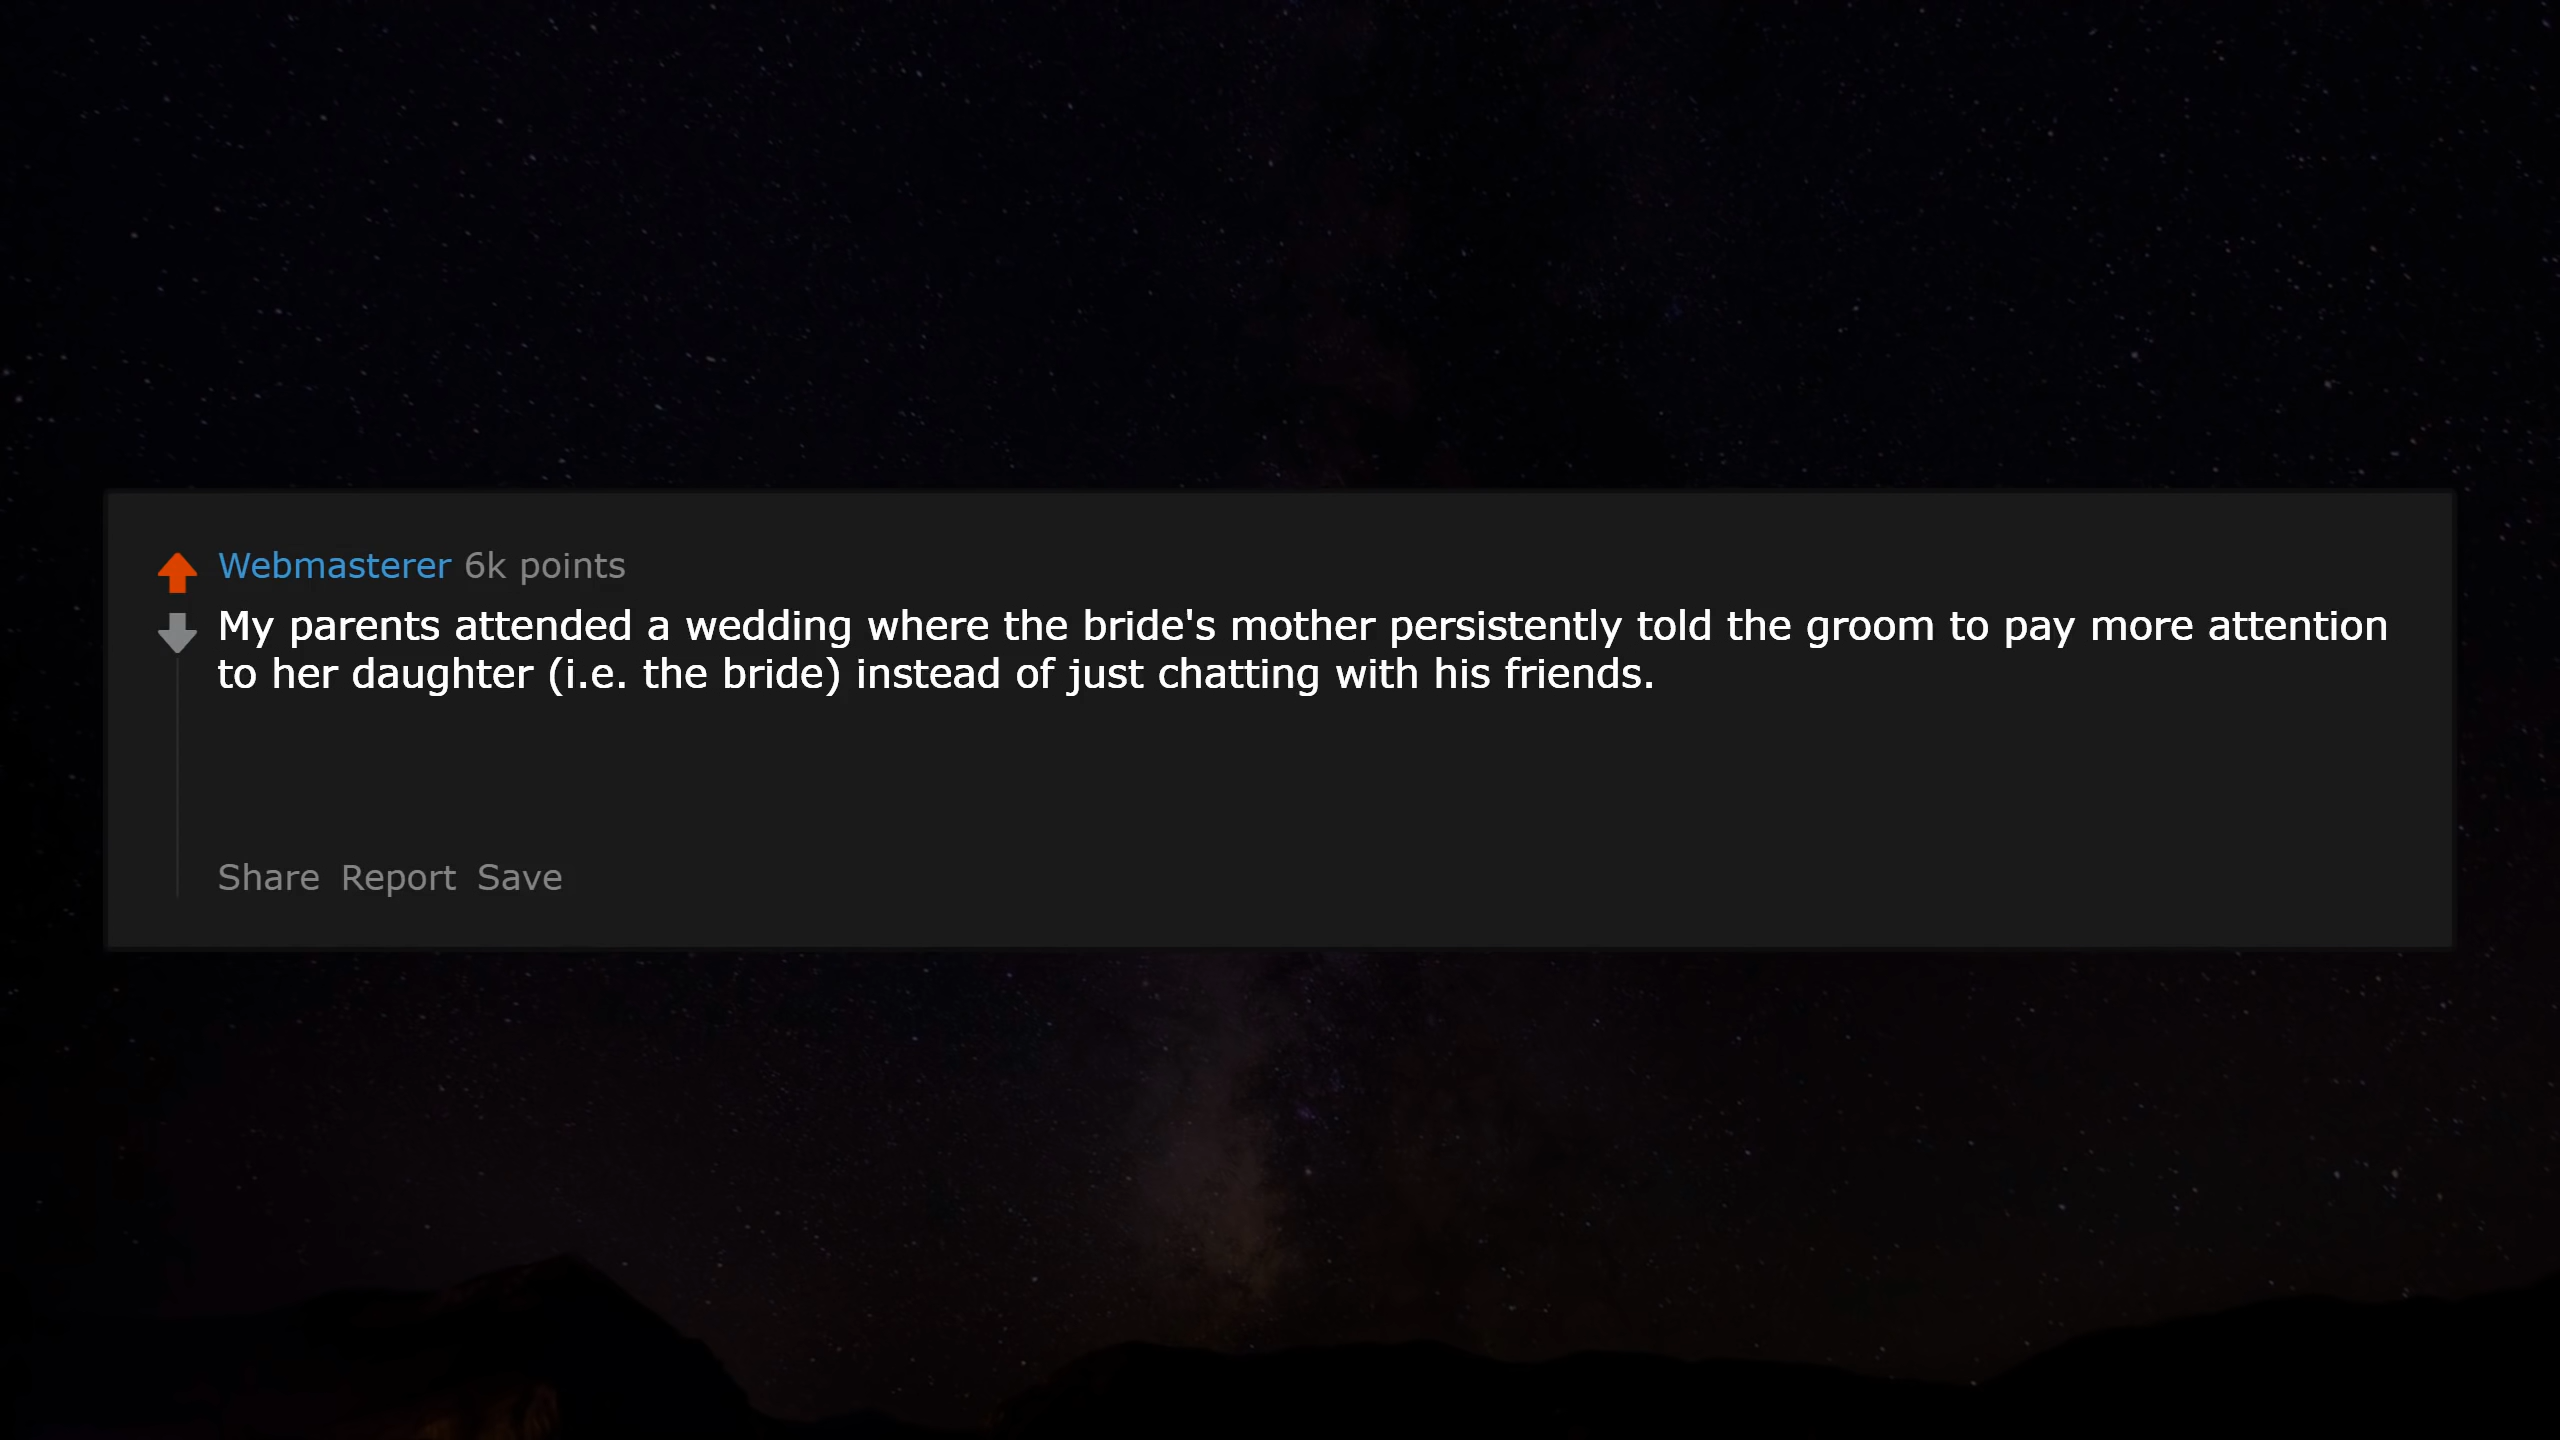 Webmasterer 6k points
My parents attended a wedding where the bride's mother persistently told the groom to pay more attention
to her daughter (i.e. the bride) instead of just chatting with his friends.
Share Report Save